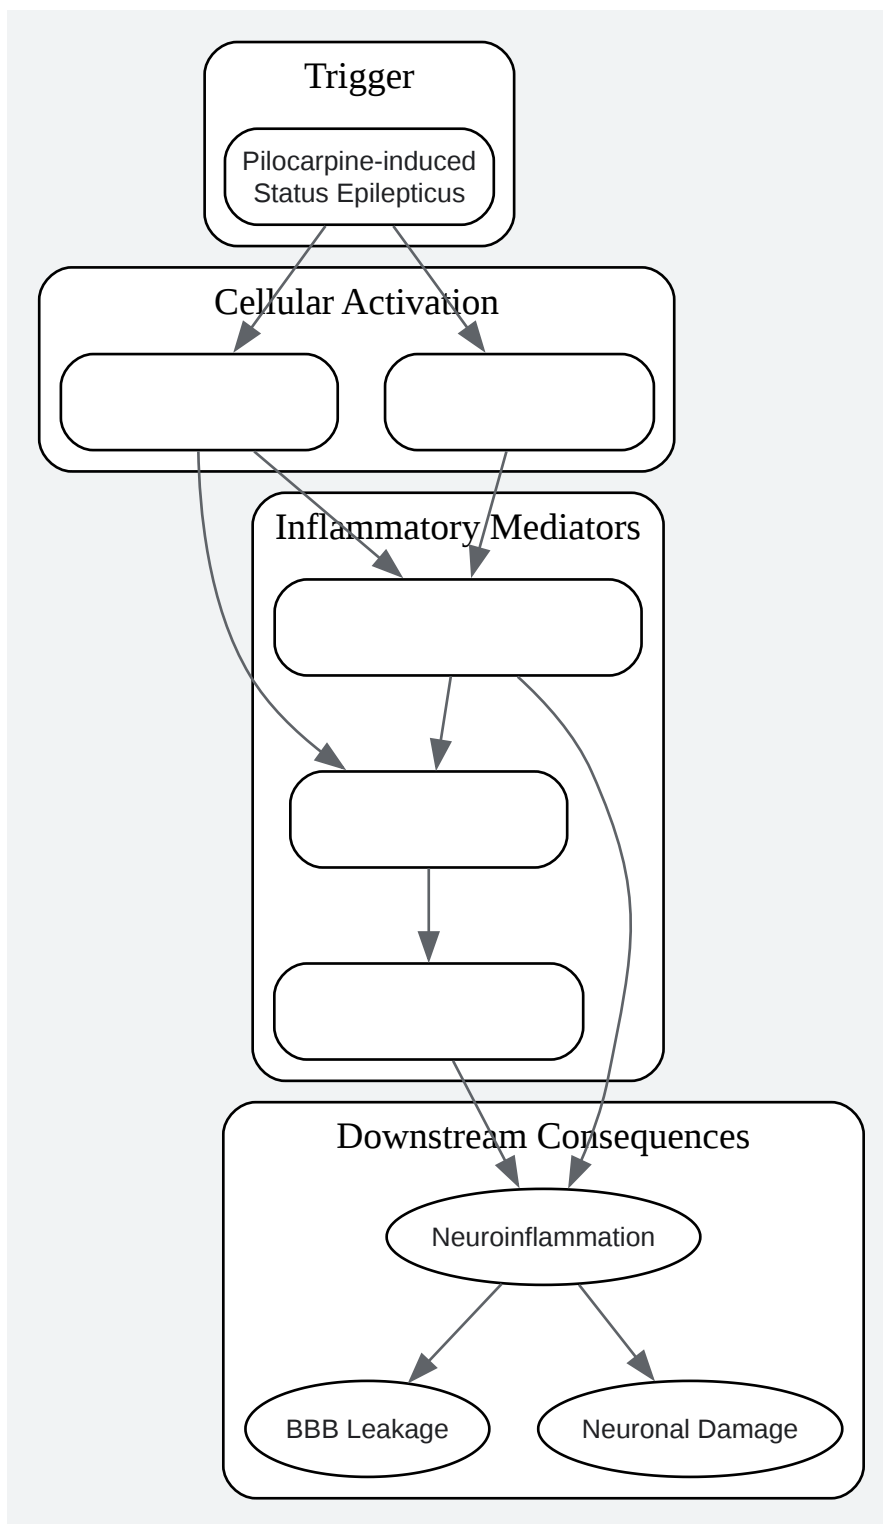 Trigger
Pilocarpine-induced
Status Epilepticus
Cellular Activation
Inflammatory Mediators
Downstream Consequences
Neuroinflammation
BBB Leakage
Neuronal Damage